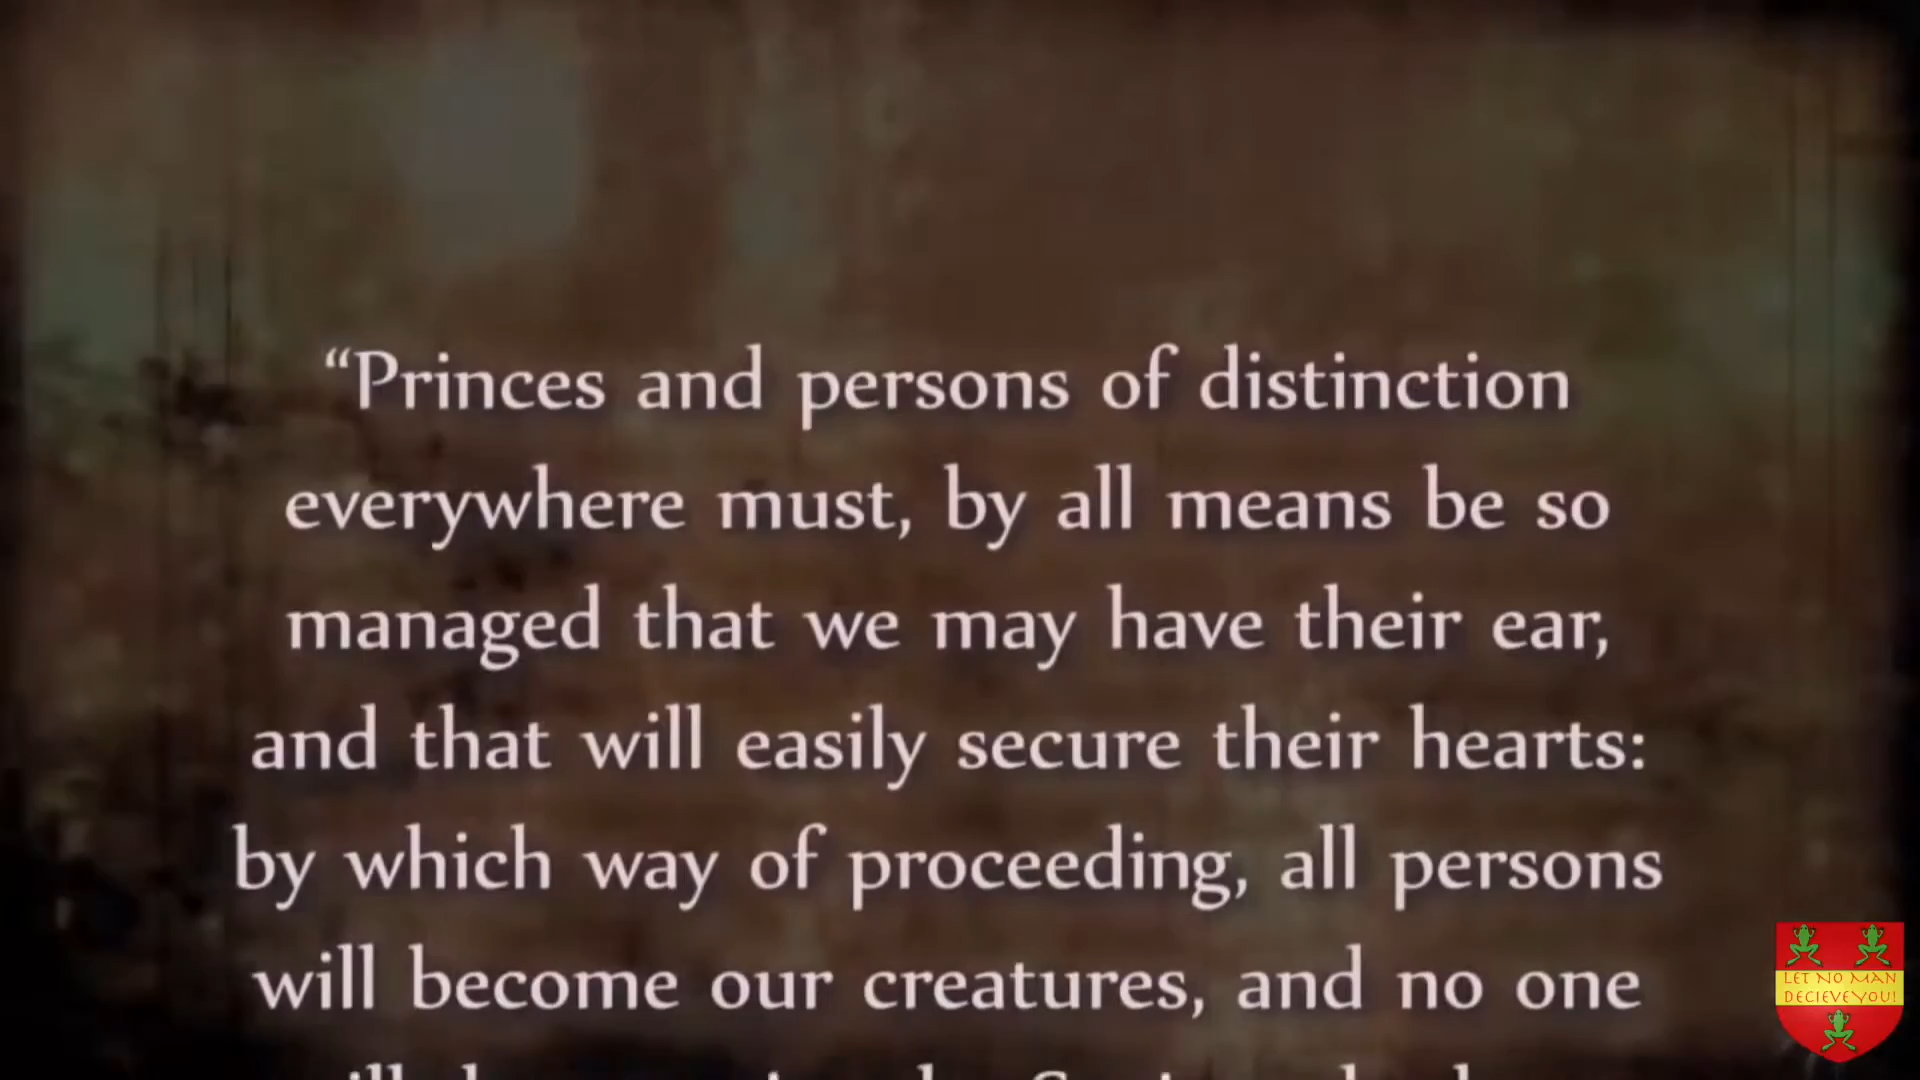 “Princes and persons of distinction
everywhere must, by all means be so
managed that we may have their ear,
and that will easily secure their hearts:
by which way of proceeding, all persons
will become our creatures, and no one
LET NO MAN
DECIEVE YOU!